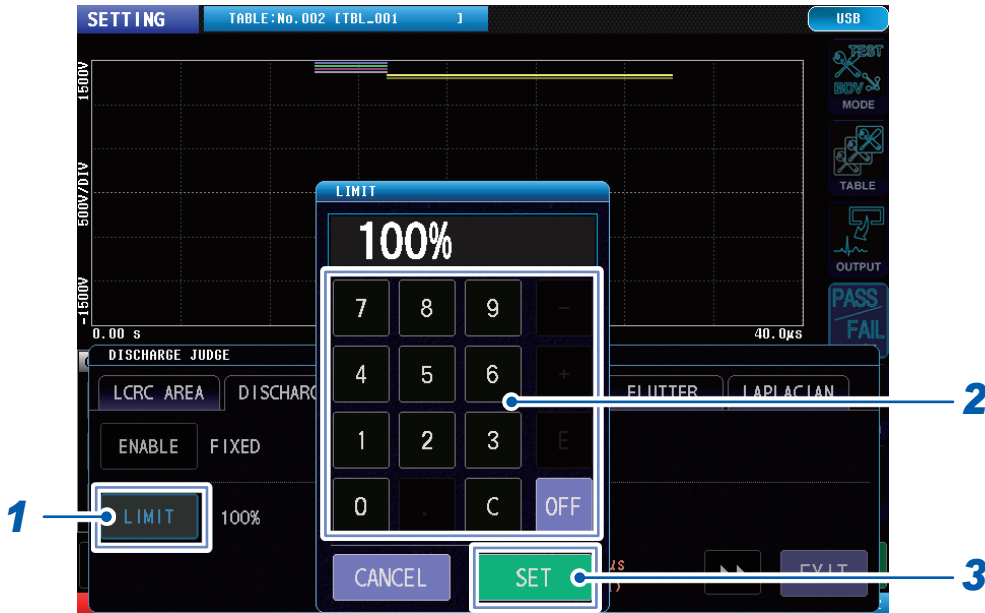 SETTING TABLE:No.002 [TBL_001 ] USB
1500V
500V/DIV
-1500V
0.00 s 40.0µs
TEST
BDV
MODE
TABLE
OUTPUT
PASS
FAIL
LIMIT
100%
7 8 9 -
4 5 6 +
1 2 3 E
0 . C OFF
CANCEL SET
DISCHARGE JUDGE
LCRC AREA DISCHARG FLUTTER LAPLACIAN
ENABLE FIXED
LIMIT 100%
EXIT
1
2
3